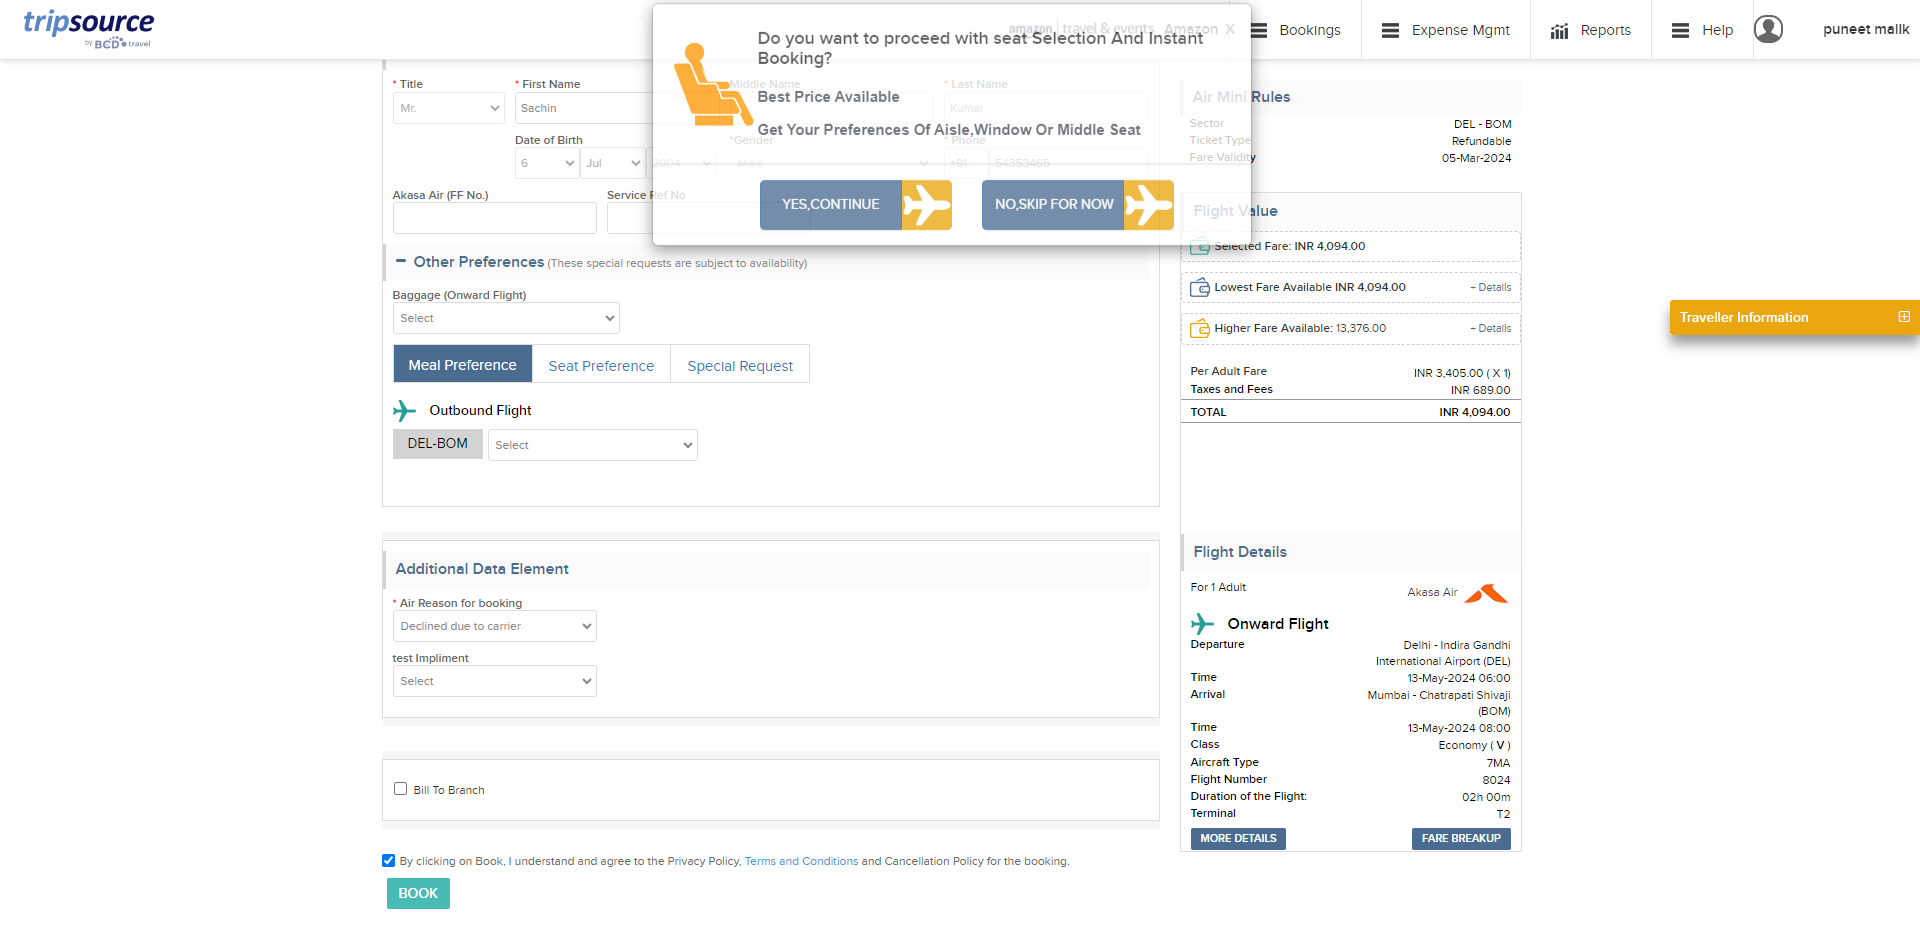 tripsource
by BCD travel
amazon | travel & events Amazon X
Bookings
Expense Mgmt
Reports
Help
puneet malik
Do you want to proceed with seat Selection And Instant
Booking?
Best Price Available
Get Your Preferences Of Aisle,Window Or Middle Seat
YES,CONTINUE
NO,SKIP FOR NOW
* Title
* First Name
Middle Name
* Last Name
Mr.
Sachin
Kumar
Date of Birth
*Gender
* Phone
6
Jul
2004
Male
+91
54353465
Akasa Air (FF No.)
Service Ref No
Other Preferences (These special requests are subject to availability)
Baggage (Onward Flight)
Select
Meal Preference
Seat Preference
Special Request
Outbound Flight
DEL-BOM
Select
Additional Data Element
* Air Reason for booking
Declined due to carrier
test Impliment
Select
Bill To Branch
By clicking on Book, I understand and agree to the Privacy Policy, Terms and Conditions and Cancellation Policy for the booking.
BOOK
Air Mini Rules
Sector DEL - BOM
Ticket Type Refundable
Fare Validity 05-Mar-2024
Flight Value
Selected Fare: INR 4,094.00
Lowest Fare Available INR 4,094.00 + Details
Higher Fare Available: 13,376.00 + Details
Per Adult Fare INR 3,405.00 ( X 1)
Taxes and Fees INR 689.00
TOTAL INR 4,094.00
Flight Details
For 1 Adult Akasa Air
Onward Flight
Departure Delhi - Indira Gandhi
International Airport (DEL)
Time 13-May-2024 06:00
Arrival Mumbai - Chatrapati Shivaji
(BOM)
Time 13-May-2024 08:00
Class Economy ( V )
Aircraft Type 7MA
Flight Number 8024
Duration of the Flight: 02h 00m
Terminal T2
MORE DETAILS
FARE BREAKUP
Traveller Information